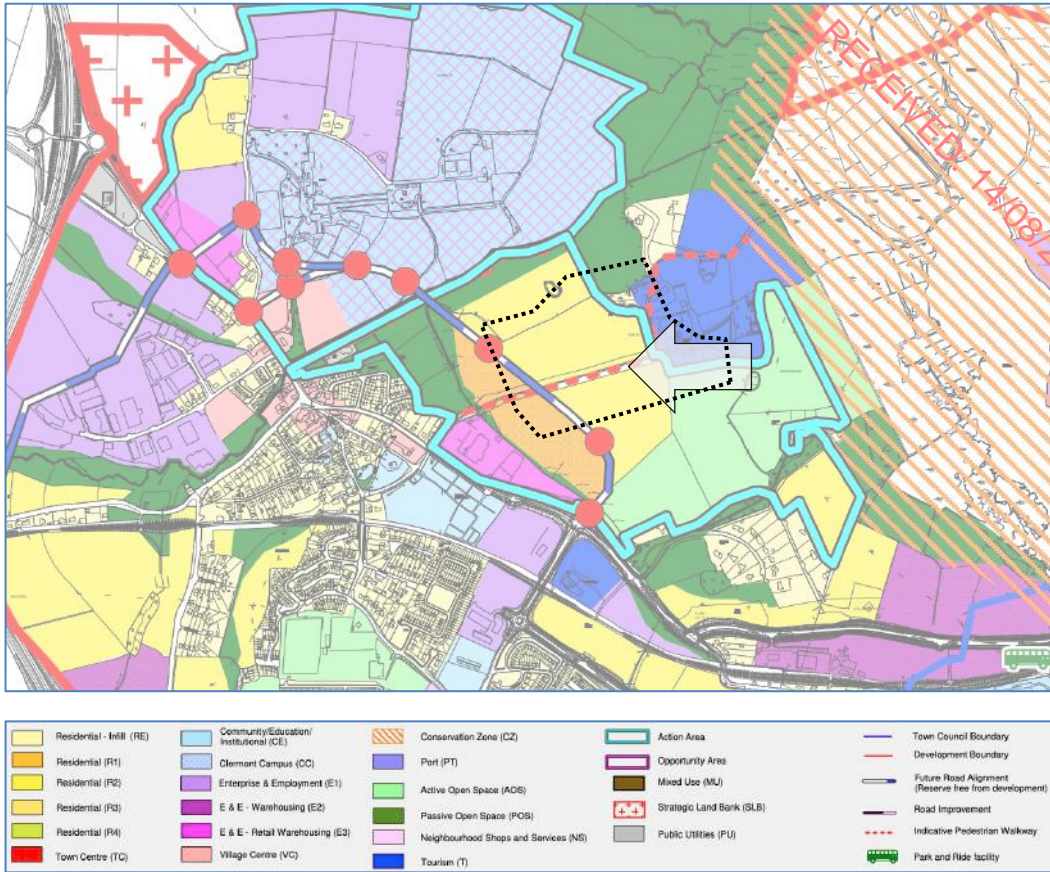 RECEIVED: 14/08/2
Residential - Infill (RE)
Residential (R1)
Residential (R2)
Residential (R3)
Residential (R4)
Town Centre (TC)
Community/Education/
Institutional (CE)
Clermont Campus (CC)
Enterprise & Employment (E1)
E & E - Warehousing (E2)
E & E - Retail Warehousing (E3)
Village Centre (VC)
Conservation Zone (CZ)
Port (PT)
Active Open Space (AOS)
Passive Open Space (POS)
Neighbourhood Shops and Services (NS)
Tourism (T)
Action Area
Opportunity Area
Mixed Use (MU)
Strategic Land Bank (SLB)
Public Utilities (PU)
Town Council Boundary
Development Boundary
Future Road Alignment
(Reserve free from development)
Road Improvement
Indicative Pedestrian Walkway
Park and Ride facility